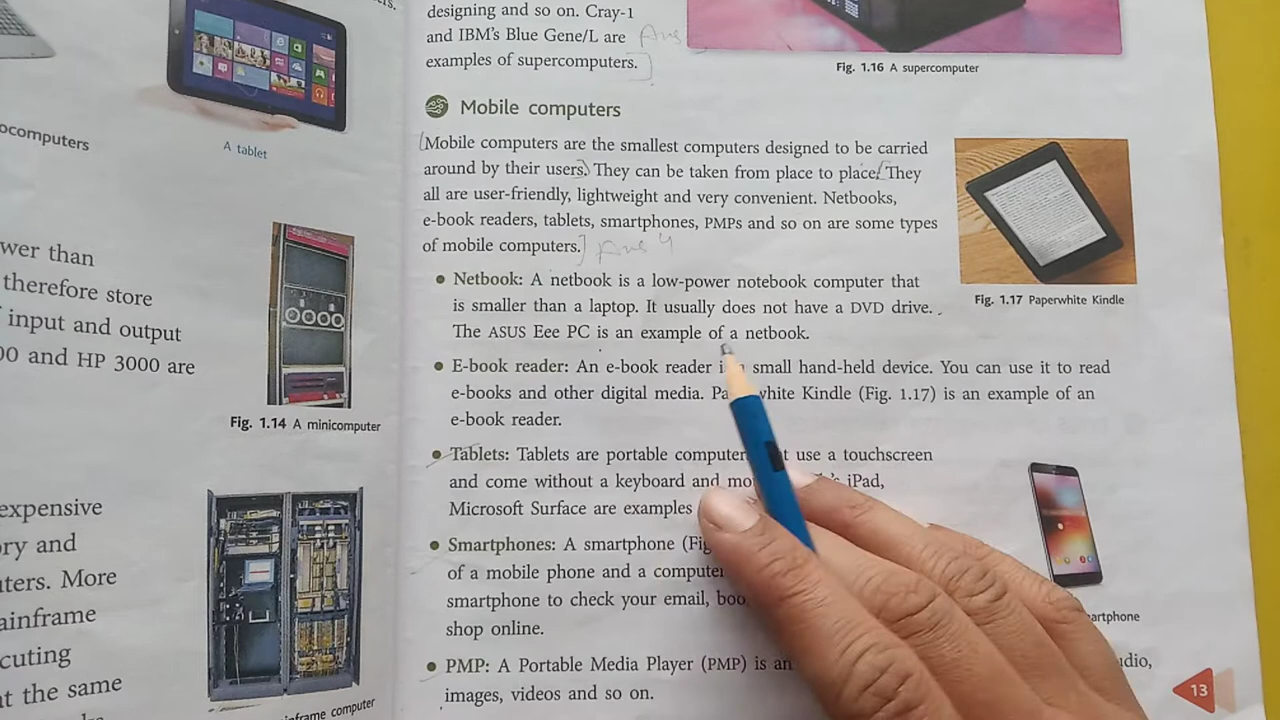 A tablet
ocomputers
wer than
therefore store
input and output
00 and HP 3000 are
Fig. 1.14 A minicomputer
expensive
ory and
uters. More
ainframe
cuting
at the same
inframe computer
designing and so on. Cray-1
and IBM's Blue Gene/L are Ans
examples of supercomputers.]
Fig. 1.16 A supercomputer
Mobile computers
[Mobile computers are the smallest computers designed to be carried
around by their users.] They can be taken from place to place. [They
all are user-friendly, lightweight and very convenient. Netbooks,
e-book readers, tablets, smartphones, PMPs and so on are some types
of mobile computers.] Ans 4
Fig. 1.17 Paperwhite Kindle
• Netbook: A netbook is a low-power notebook computer that
is smaller than a laptop. It usually does not have a DVD drive.
The ASUS Eee PC is an example of a netbook.
• E-book reader: An e-book reader is a small hand-held device. You can use it to read
e-books and other digital media. Paperwhite Kindle (Fig. 1.17) is an example of an
e-book reader.
• Tablets: Tablets are portable computer use a touchscreen
and come without a keyboard and iPad,
Microsoft Surface are examples
• Smartphones: A smartphone (Fig
of a mobile phone and a computer
smartphone to check your email,
shop online.
artphone
• PMP: A Portable Media Player (PMP) is an udio,
images, videos and so on.
13